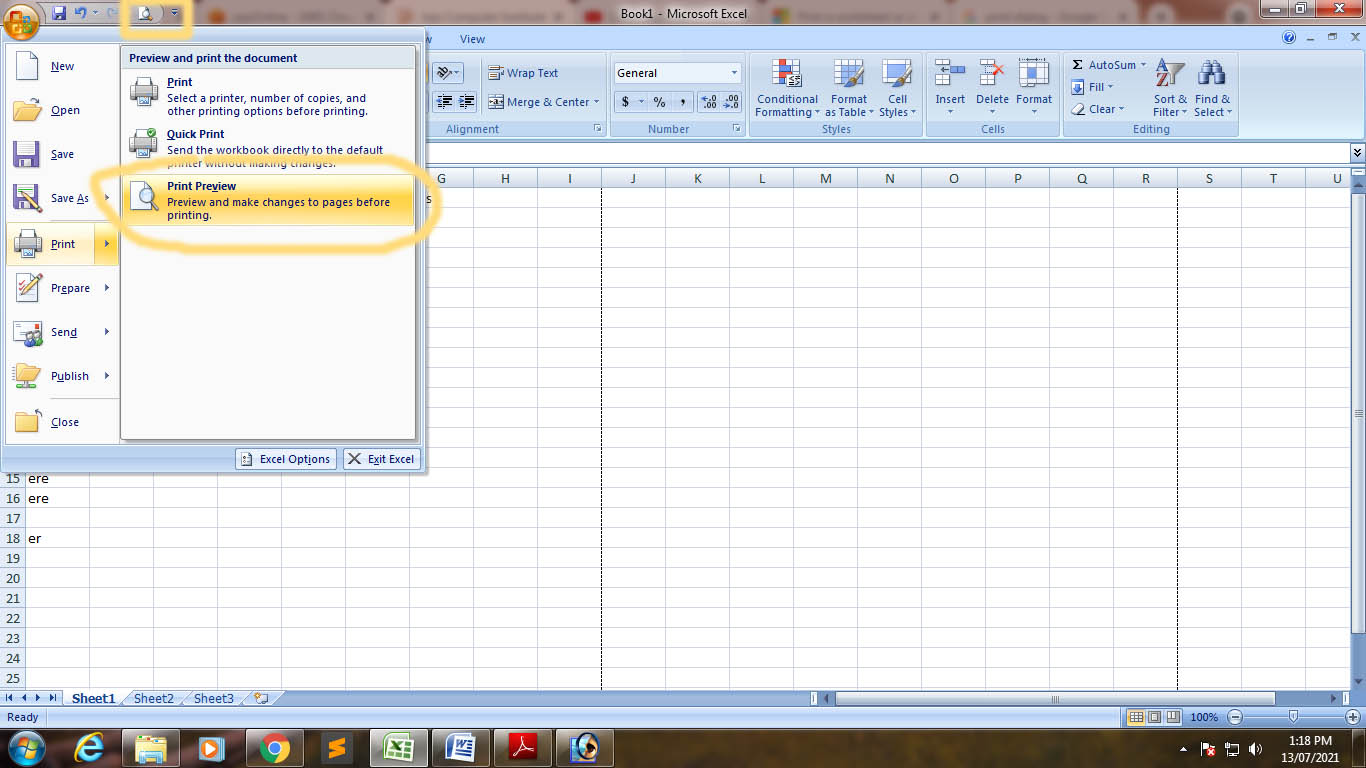 Book1 - Microsoft Excel
View
Preview and print the document
New
Print
Select a printer, number of copies, and
other printing options before printing.
Open
Quick Print
Send the workbook directly to the default
printer without making changes.
Save
Print Preview
Preview and make changes to pages before
printing.
Save As
Print
Prepare
Send
Publish
Close
Excel Options
Exit Excel
Wrap Text
Merge & Center
Alignment
General
$ % ,
.00
.00
Number
Conditional
Formatting
Format
as Table
Cell
Styles
Styles
Insert
Delete
Format
Cells
Σ AutoSum
Fill
Clear
Sort &
Filter
Find &
Select
Editing
G H I J K L M N O P Q R S T U
s
15 ere
16 ere
17
18 er
19
20
21
22
23
24
25
Sheet1 Sheet2 Sheet3
Ready
100%
1:18 PM
13/07/2021